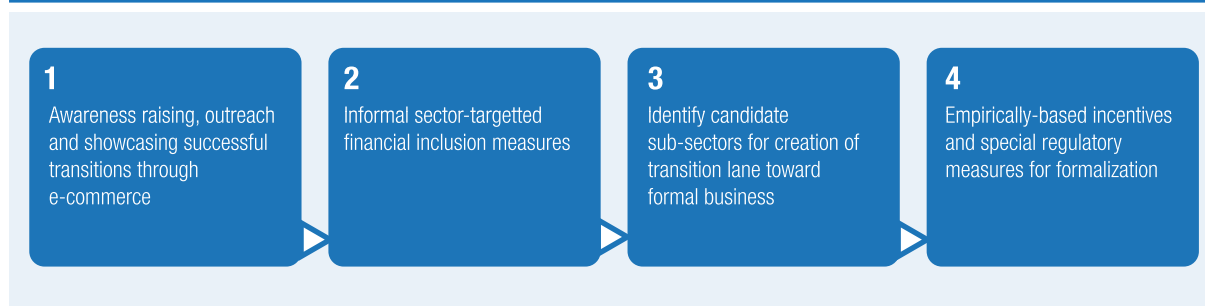 1
Awareness raising, outreach
and showcasing successful
transitions through
e-commerce
2
Informal sector-targetted
financial inclusion measures
3
Identify candidate
sub-sectors for creation of
transition lane toward
formal business
4
Empirically-based incentives
and special regulatory
measures for formalization